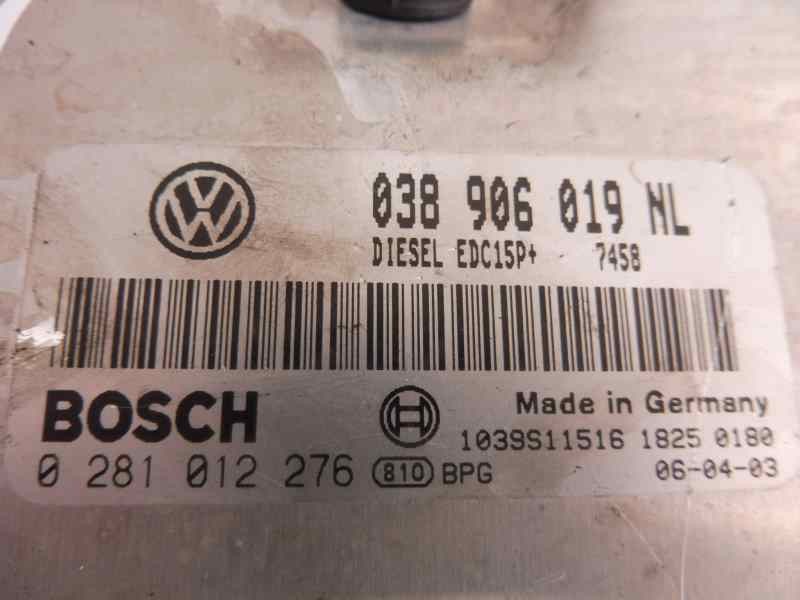 038 906 019 NL
DIESEL EDC15P+ 7458
BOSCH
Made in Germany
1039S11516 1825 0180
0 281 012 276 810 BPG 06-04-03